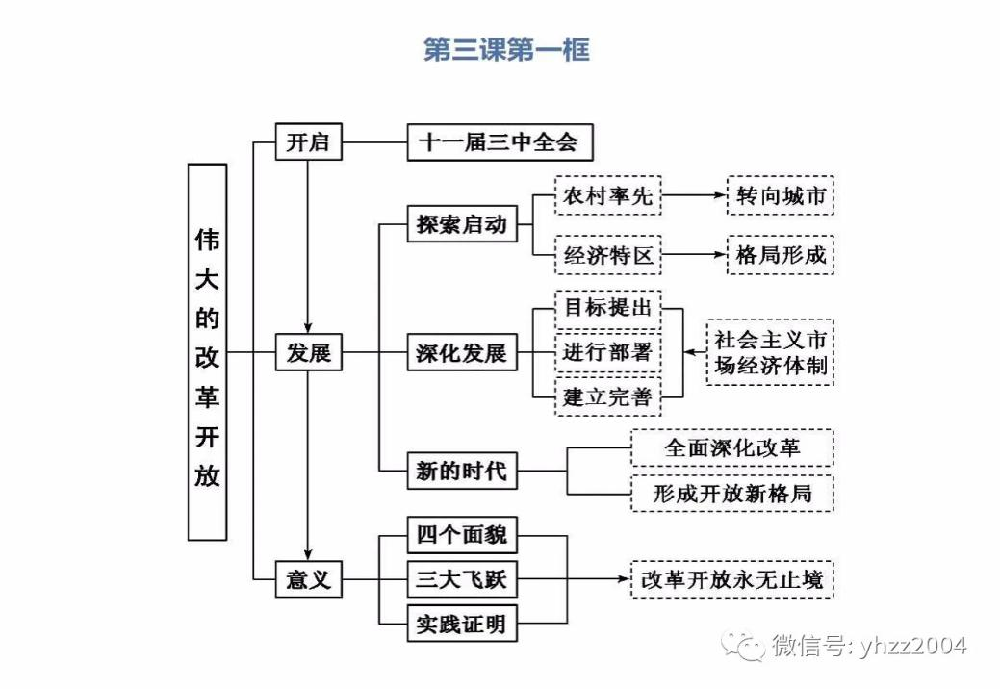 第三课第一框
伟大的改革开放
开启
十一届三中全会
发展
探索启动
农村率先
转向城市
经济特区
格局形成
深化发展
目标提出
进行部署
建立完善
社会主义市
场经济体制
新的时代
全面深化改革
形成开放新格局
意义
四个面貌
三大飞跃
实践证明
改革开放永无止境
微信号: yhzz2004